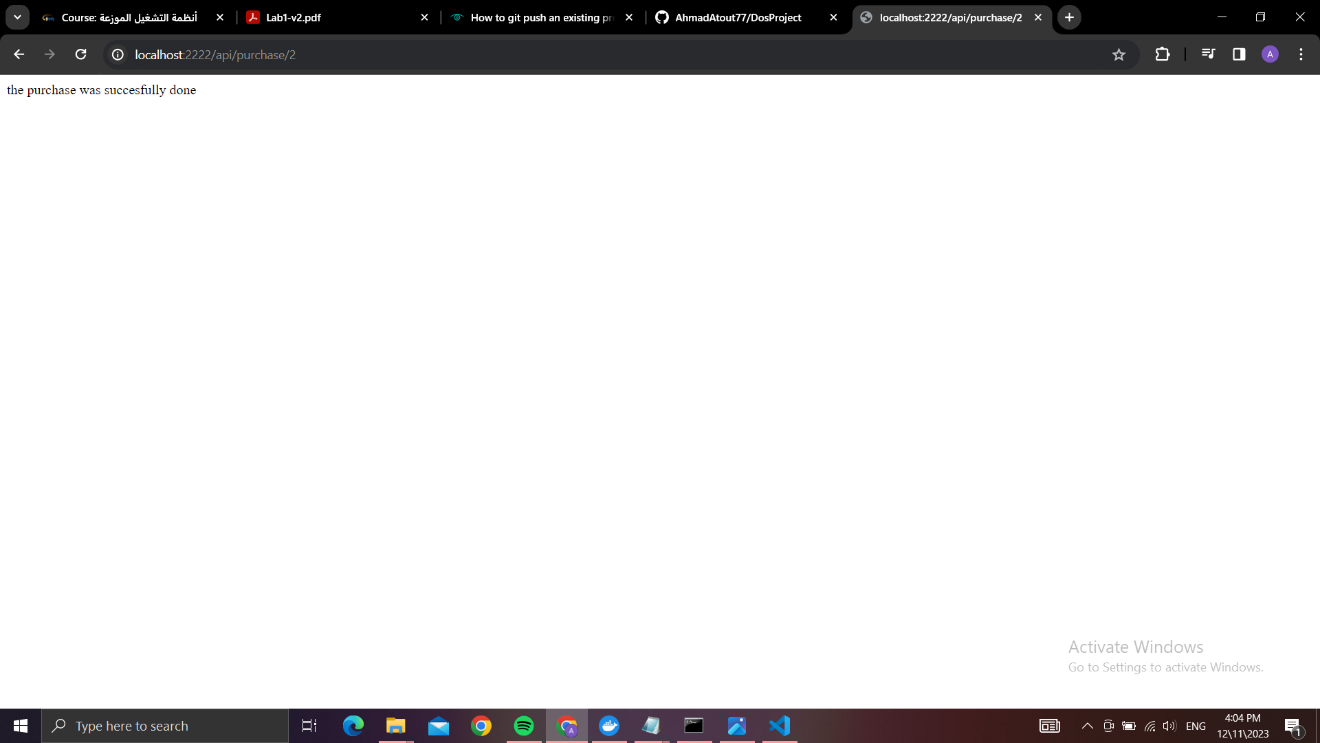 Course: أنظمة التشغيل الموزعة
Lab1-v2.pdf
How to git push an existing pr
AhmadAtout77/DosProject
localhost:2222/api/purchase/2
localhost:2222/api/purchase/2
A
the purchase was succesfully done
Activate Windows
Go to Settings to activate Windows.
Type here to search
A
ENG
4:04 PM
12\11\2023
1